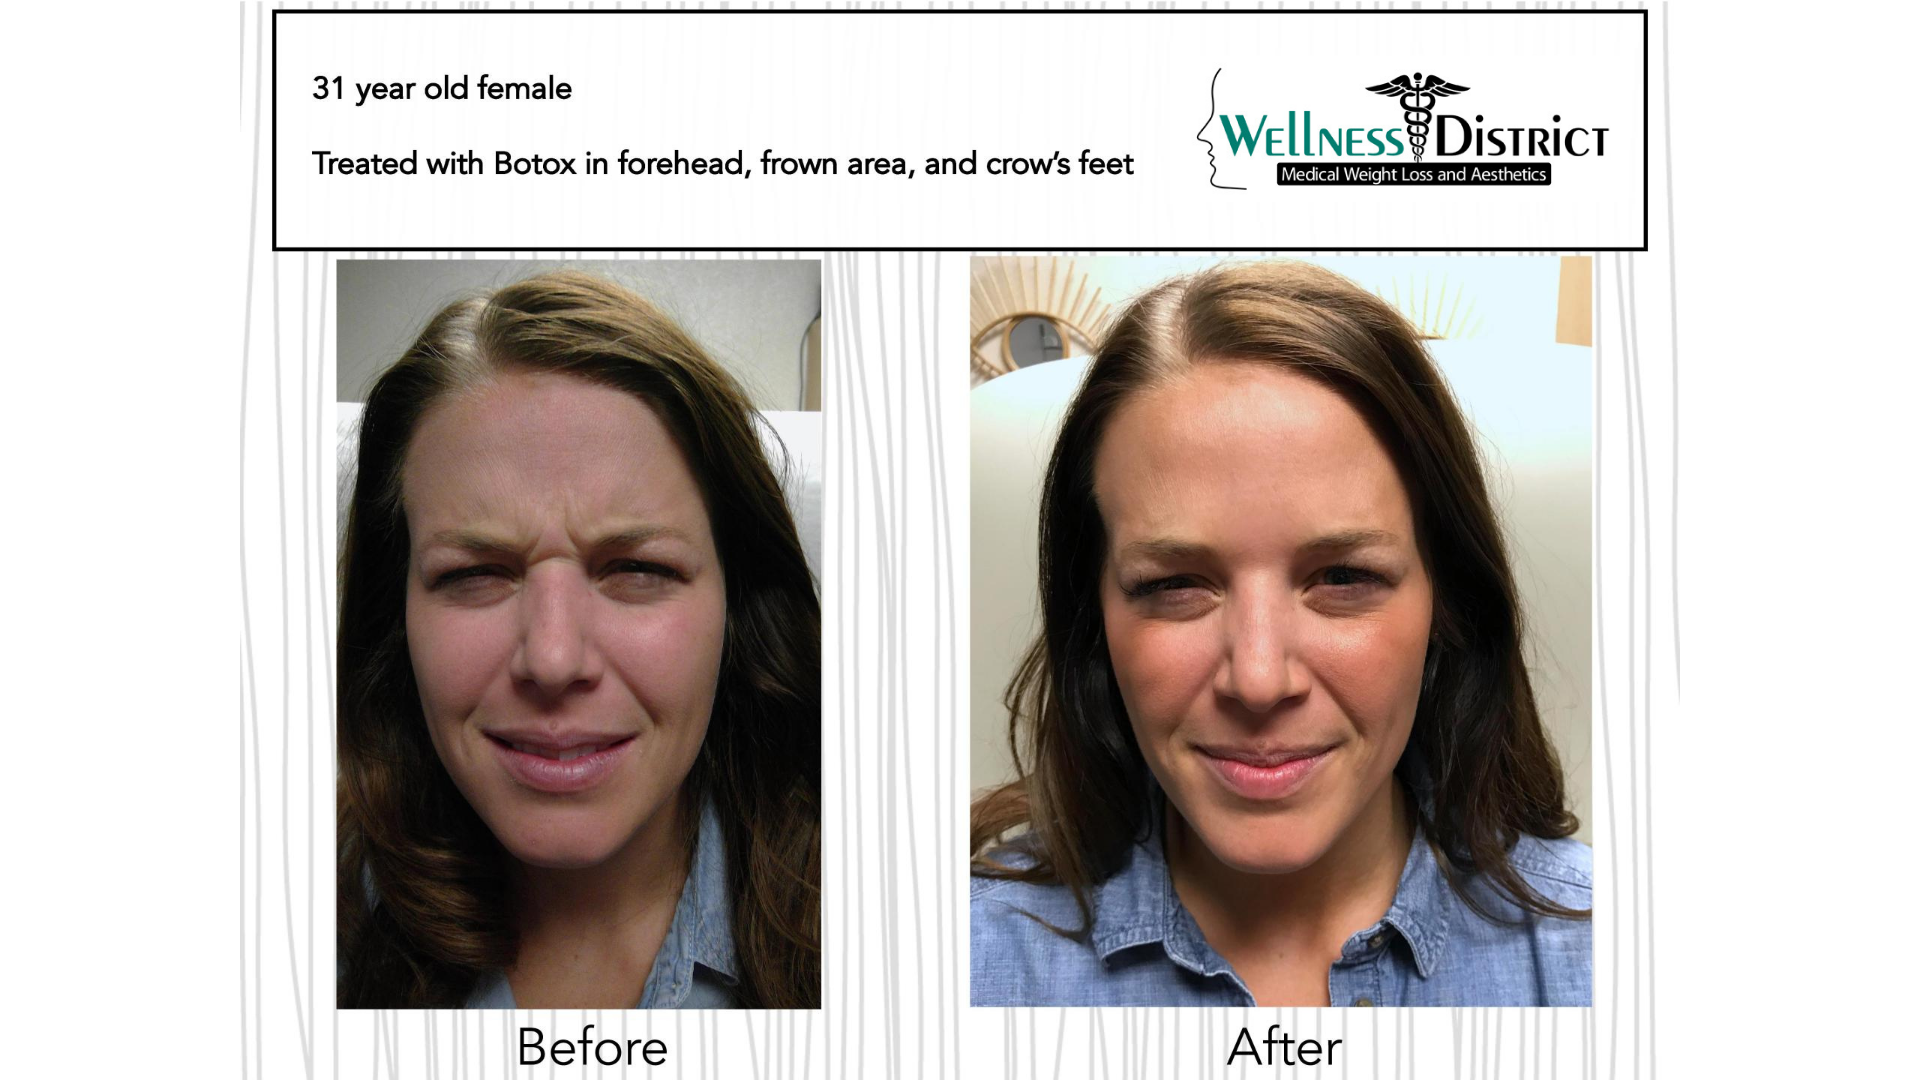 31 year old female
Treated with Botox in forehead, frown area, and crow's feet
WELLNESS DISTRICT
Medical Weight Loss and Aesthetics
Before
After